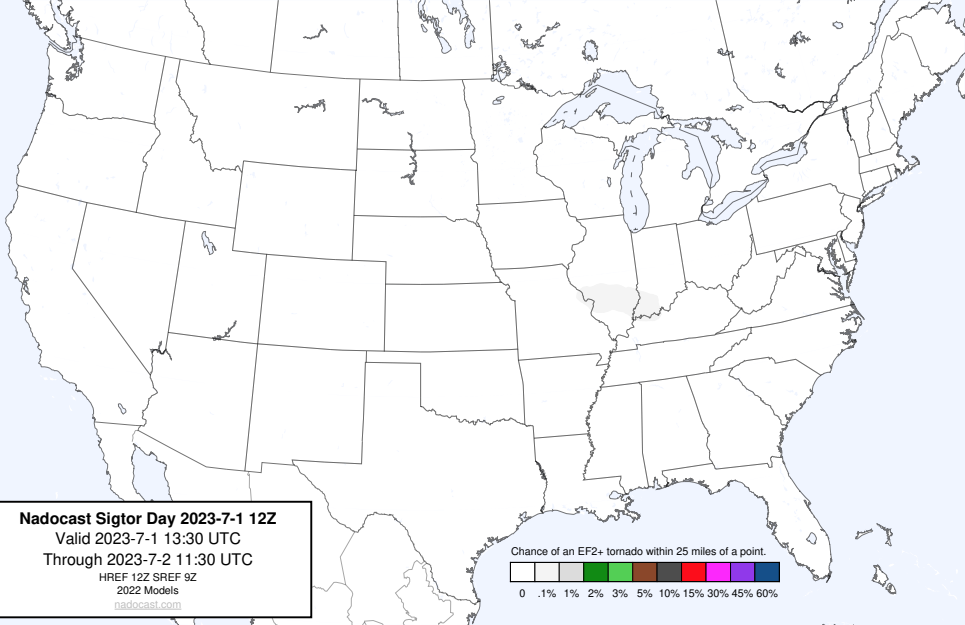 Nadocast Sigtor Day 2023-7-1 12Z
Valid 2023-7-1 13:30 UTC
Through 2023-7-2 11:30 UTC
HREF 12Z SREF 9Z
2022 Models
nadocast.com
Chance of an EF2+ tornado within 25 miles of a point.
0 .1% 1% 2% 3% 5% 10% 15% 30% 45% 60%